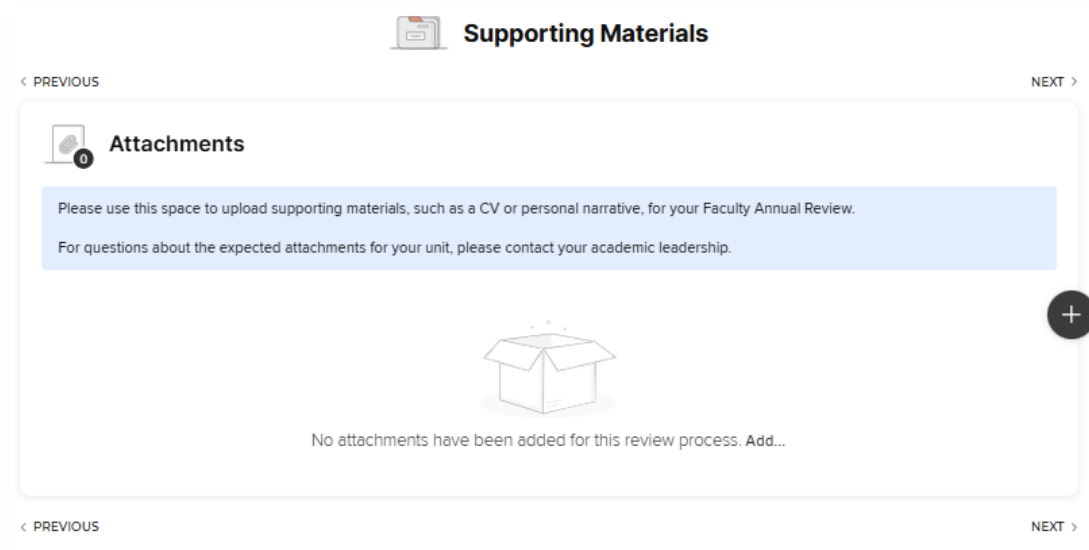 Supporting Materials
< PREVIOUS
NEXT >
0
Attachments
Please use this space to upload supporting materials, such as a CV or personal narrative, for your Faculty Annual Review.
For questions about the expected attachments for your unit, please contact your academic leadership.
+
No attachments have been added for this review process. Add...
< PREVIOUS
NEXT >